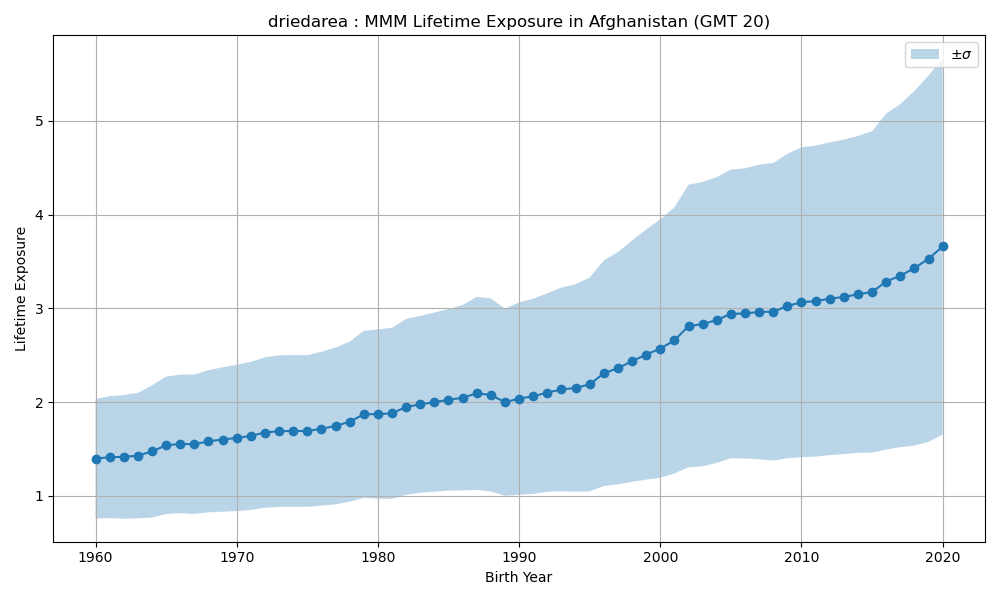 driedarea : MMM Lifetime Exposure in Afghanistan (GMT 20)
±σ
Lifetime Exposure
5
4
3
2
1
1960 1970 1980 1990 2000 2010 2020
Birth Year